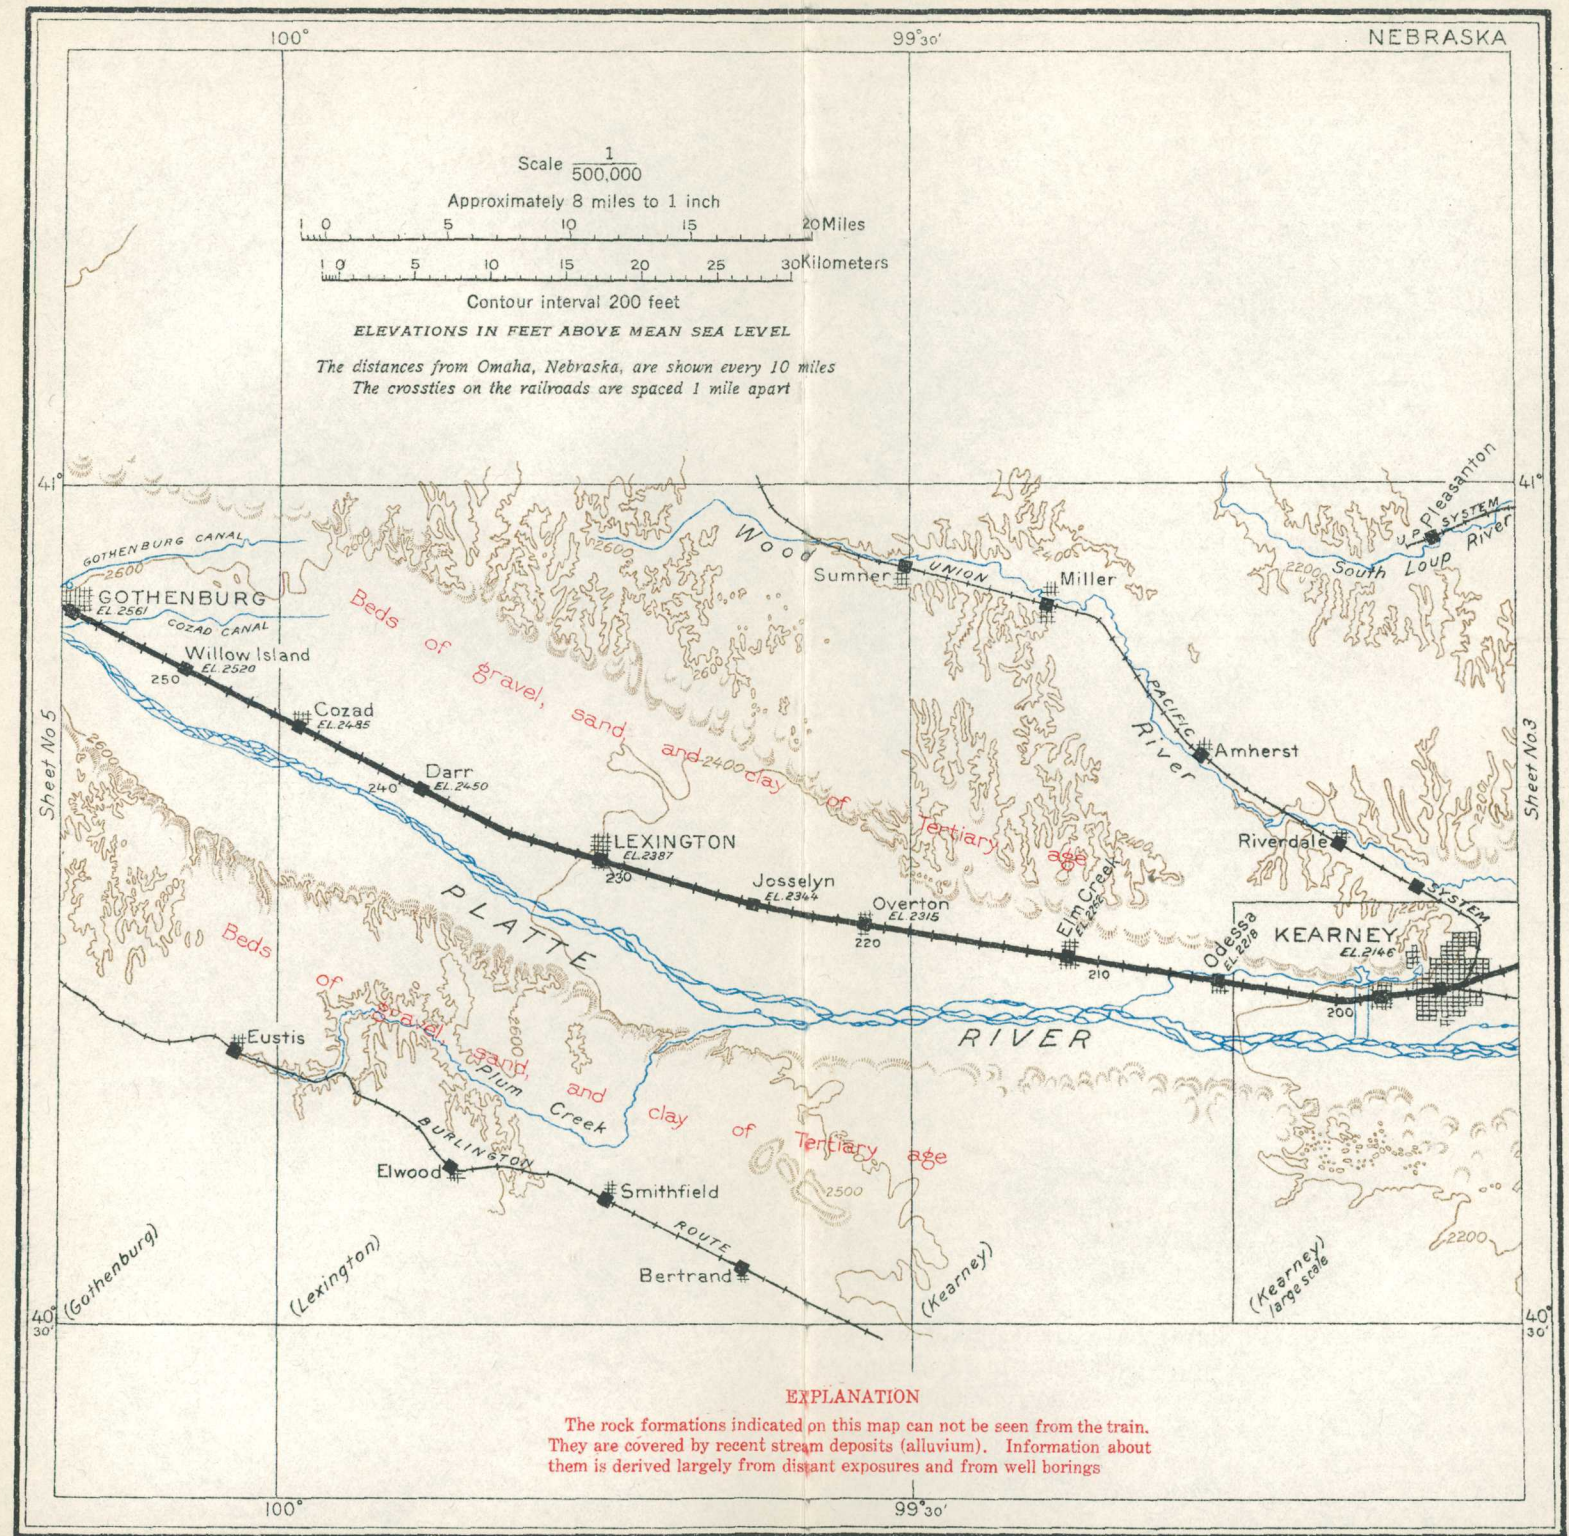 100°
99°30′
NEBRASKA
Scale 1/500,000
Approximately 8 miles to 1 inch
1 0 5 10 15 20 Miles
1 0 5 10 15 20 25 30 Kilometers
Contour interval 200 feet
ELEVATIONS IN FEET ABOVE MEAN SEA LEVEL
The distances from Omaha, Nebraska, are shown every 10 miles
The crossties on the railroads are spaced 1 mile apart
41°
41°
Pleasanton
U.P. SYSTEM
South Loup River
2200
GOTHENBURG CANAL
2600
GOTHENBURG
EL.2561
COZAD CANAL
Willow Island
EL.2520
250
Cozad
EL.2485
Darr
EL.2450
240
LEXINGTON
EL.2387
230
Josselyn
EL.2344
Overton
EL.2315
220
Elm Creek
210
Odessa
EL.2218
KEARNEY
EL.2146
200
2600
Wood River
Sumner
UNION PACIFIC SYSTEM
Miller
2400
Amherst
Riverdale
2200
2200
Beds of gravel, sand, and clay of Tertiary age
2400
2400
Sheet No 5
Sheet No.3
2600
PLATTE RIVER
Beds of gravel, sand, and clay of Tertiary age
2600
Plum Creek
Eustis
BURLINGTON ROUTE
Elwood
Smithfield
Bertrand
2500
2200
(Gothenburg)
(Lexington)
(Kearney)
(Kearney)
large scale
40°
30′
40°
30′
EXPLANATION
The rock formations indicated on this map can not be seen from the train.
They are covered by recent stream deposits (alluvium). Information about
them is derived largely from distant exposures and from well borings
100°
99°30′